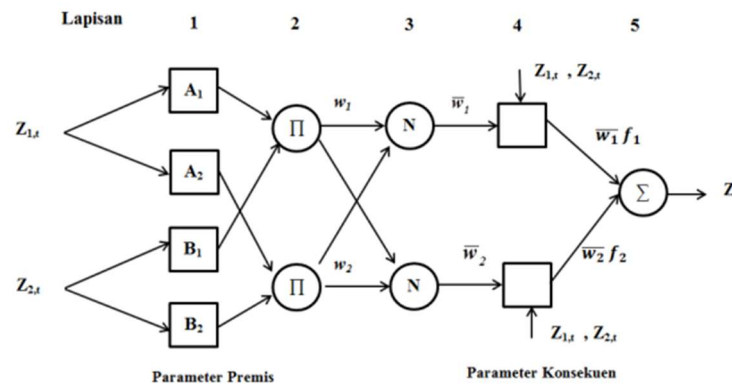 Lapisan 1 2 3 4 5
Z1,t , Z2,t
A1
w1
w̅1
Π
N
w̅1 f1
Z1,t
A2
Σ
Z
B1
w̅2 f2
w2
w̅2
Z2,t
Π
N
B2
Z1,t , Z2,t
Parameter Premis
Parameter Konsekuen